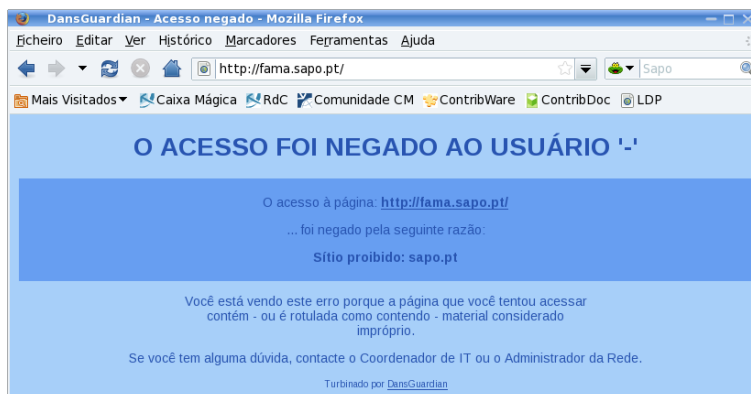 DansGuardian - Acesso negado - Mozilla Firefox
Ficheiro Editar Ver Histórico Marcadores Ferramentas Ajuda
http://fama.sapo.pt/ Sapo
Mais Visitados Caixa Mágica RdC Comunidade CM ContribWare ContribDoc LDP
O ACESSO FOI NEGADO AO USUÁRIO '-'
O acesso à página: http://fama.sapo.pt/
... foi negado pela seguinte razão:
Sítio proibido: sapo.pt
Você está vendo este erro porque a página que você tentou acessar
contém - ou é rotulada como contendo - material considerado
impróprio.
Se você tem alguma dúvida, contacte o Coordenador de IT ou o Administrador da Rede.
Turbinado por DansGuardian